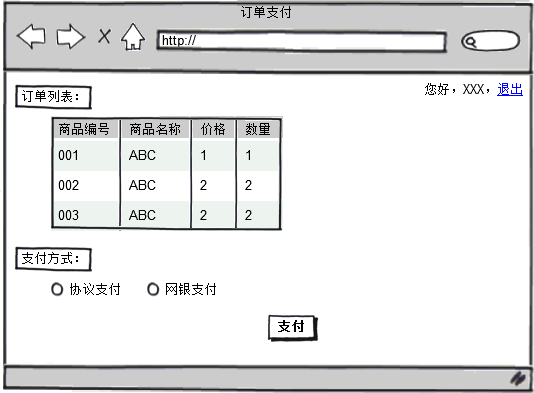 订单支付
http://
您好，XXX，退出
订单列表：
商品编号 商品名称 价格 数量
001 ABC 1 1
002 ABC 2 2
003 ABC 2 2
支付方式：
协议支付 网银支付
支付